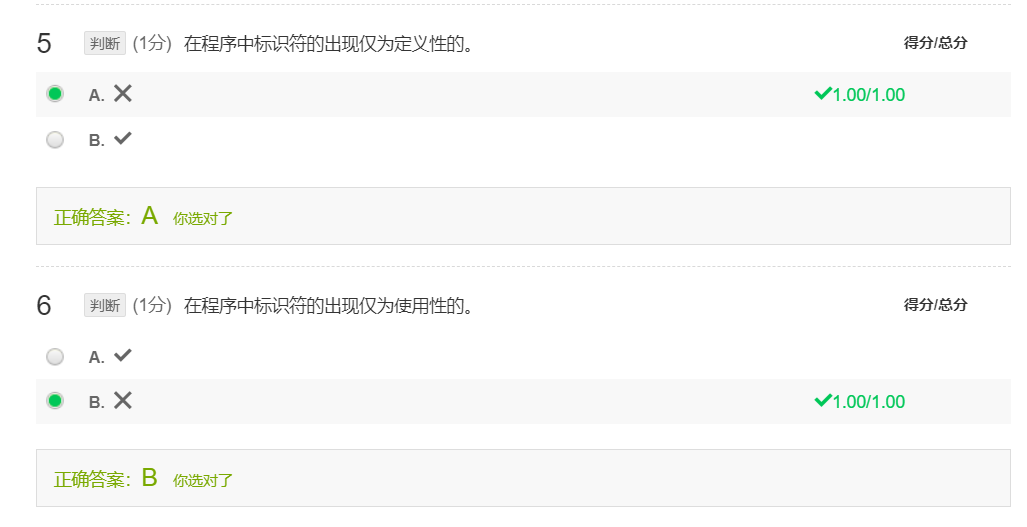 5 判断 (1分) 在程序中标识符的出现仅为定义性的。 得分/总分
A. ✕ ✓1.00/1.00
B. ✓
正确答案：A 你选对了
6 判断 (1分) 在程序中标识符的出现仅为使用性的。 得分/总分
A. ✓
B. ✕ ✓1.00/1.00
正确答案：B 你选对了